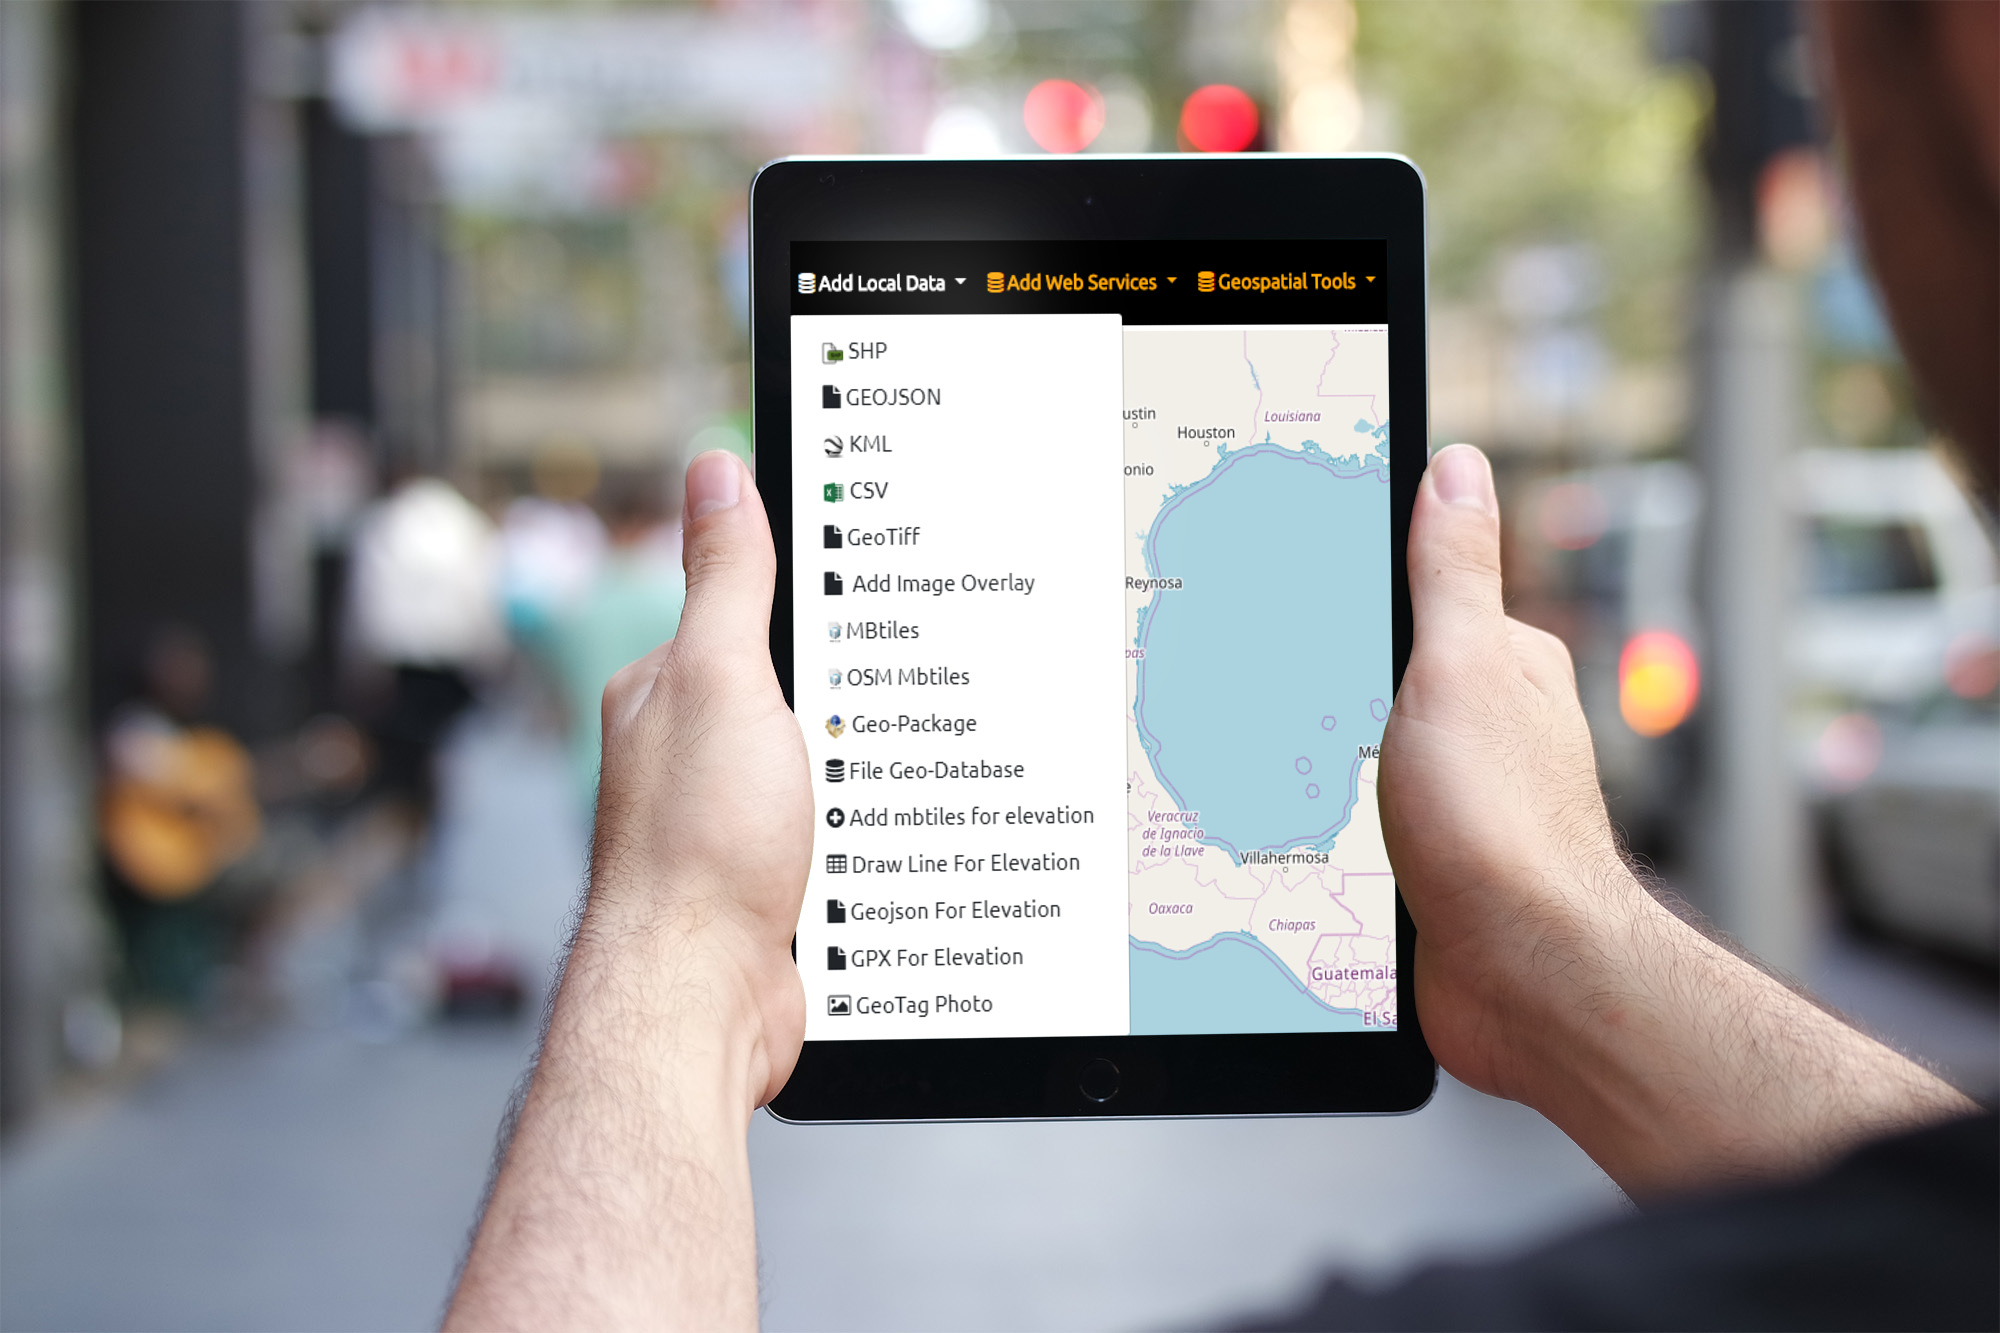 Add Local Data
Add Web Services
Geospatial Tools
SHP
GEOJSON
KML
CSV
GeoTiff
Add Image Overlay
MBtiles
OSM Mbtiles
Geo-Package
File Geo-Database
Add mbtiles for elevation
Draw Line For Elevation
Geojson For Elevation
GPX For Elevation
GeoTag Photo
Louisiana
ustin
Houston
onio
Reynosa
pas
Mé
Veracruz
de Ignacio
de la Llave
Villahermosa
Oaxaca
Chiapas
Guatemala
El Sa